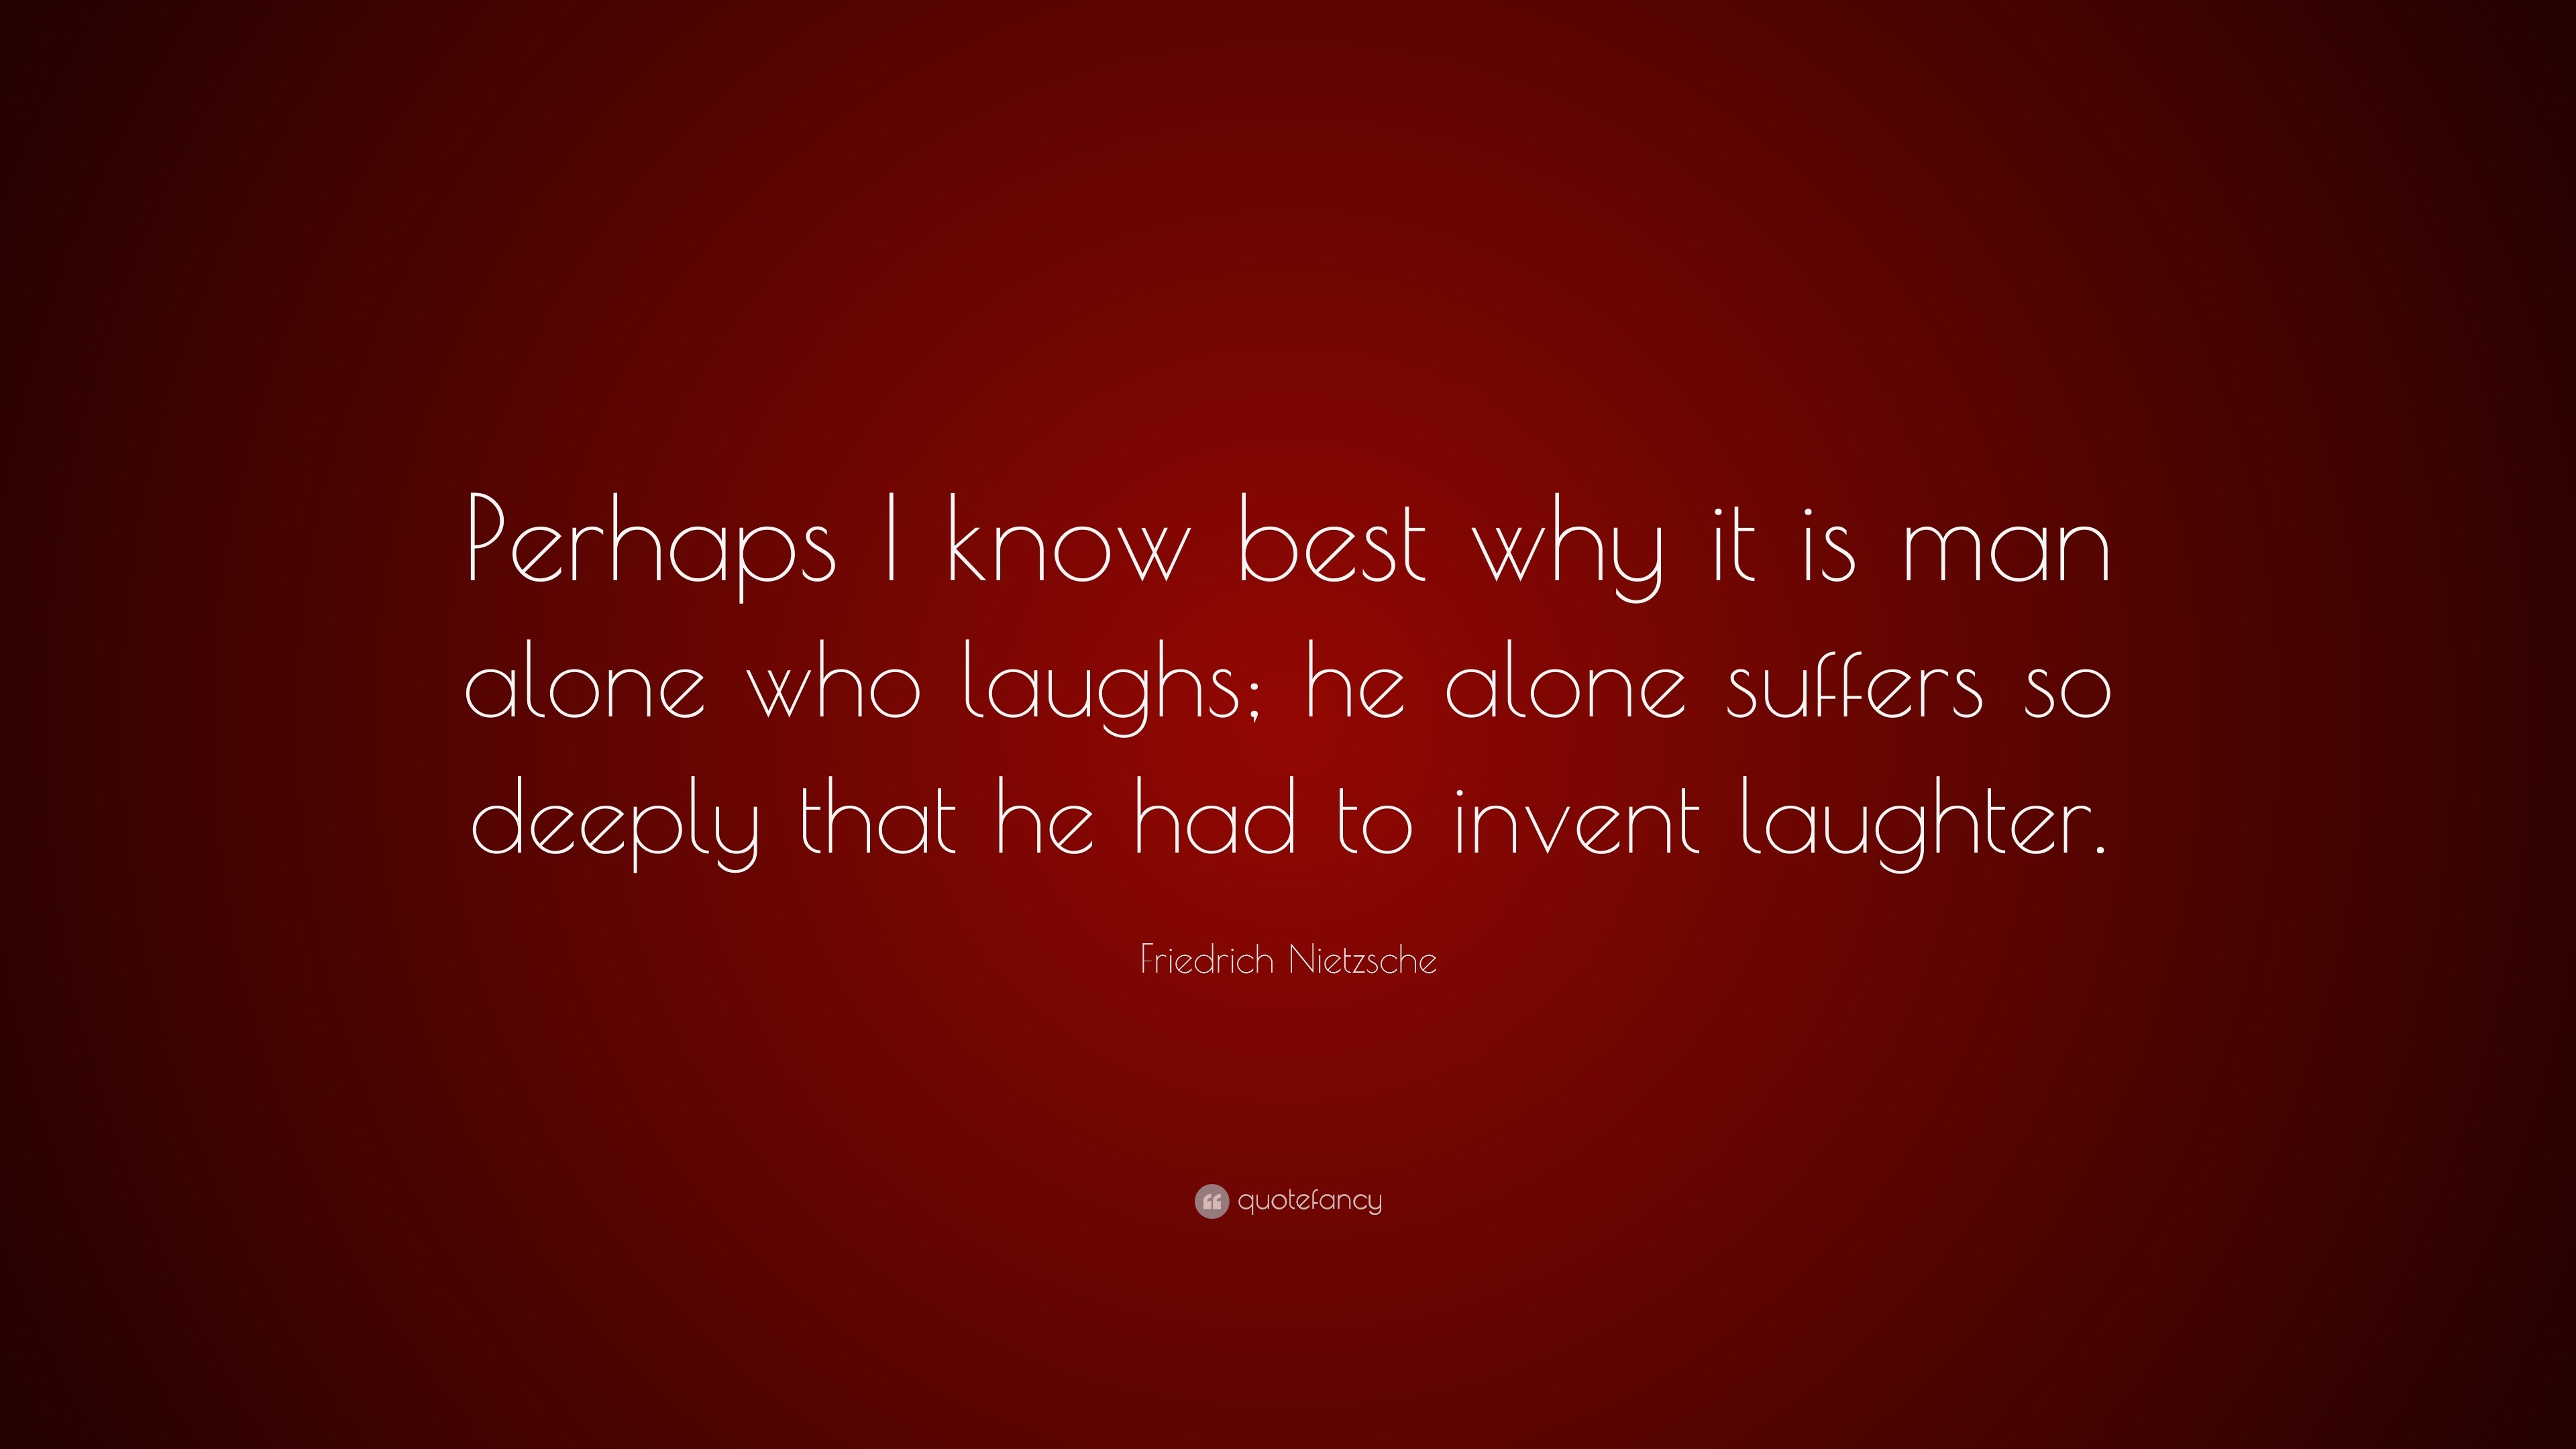 Perhaps I know best why it is man
alone who laughs; he alone suffers so
deeply that he had to invent laughter.
Friedrich Nietzsche
quotefancy